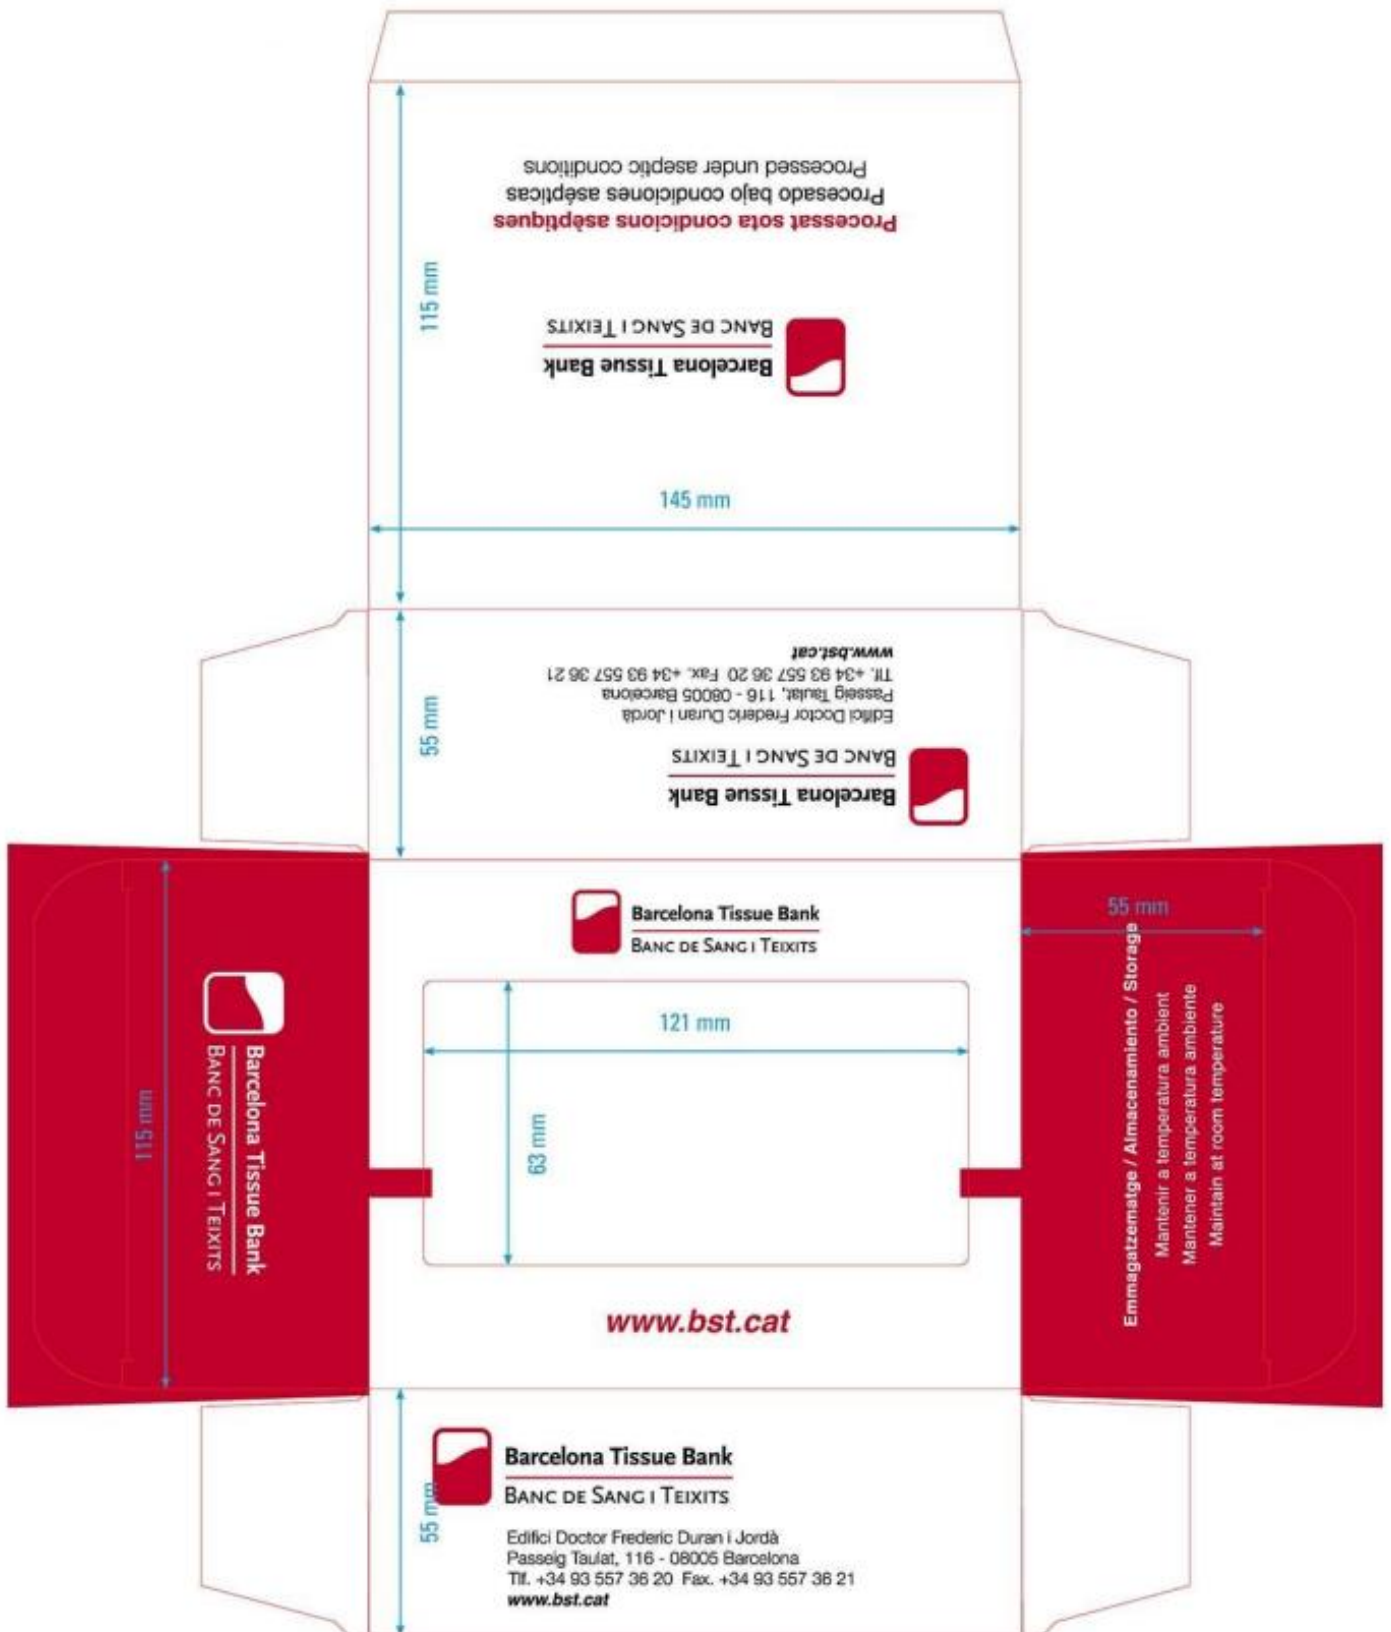 Processed under aseptic conditions
Procesado bajo condiciones asépticas
Processat sota condicions asèptiques
115 mm
BANC DE SANG I TEIXITS
Barcelona Tissue Bank
145 mm
www.bst.cat
Tlf. +34 93 557 36 20 Fax. +34 93 557 36 21
Passeig Taulat, 116 - 08005 Barcelona
Edifici Doctor Frederic Duran i Jordà
55 mm
BANC DE SANG I TEIXITS
Barcelona Tissue Bank
Barcelona Tissue Bank
BANC DE SANG I TEIXITS
55 mm
121 mm
63 mm
115 mm
Barcelona Tissue Bank
BANC DE SANG I TEIXITS
Emmagatzematge / Almacenamiento / Storage
Mantenir a temperatura ambient
Mantener a temperatura ambiente
Maintain at room temperature
www.bst.cat
55 mm
Barcelona Tissue Bank
BANC DE SANG I TEIXITS
Edifici Doctor Frederic Duran i Jordà
Passeig Taulat, 116 - 08005 Barcelona
Tlf. +34 93 557 36 20 Fax. +34 93 557 36 21
www.bst.cat